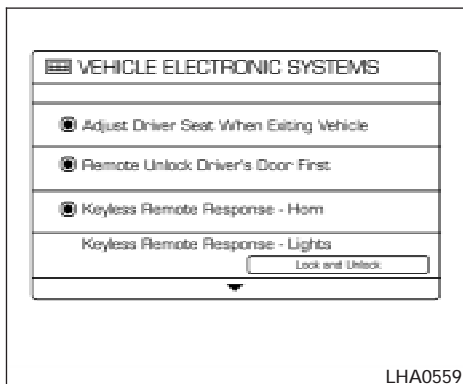 VEHICLE ELECTRONIC SYSTEMS
Adjust Driver Seat When Exiting Vehicle
Remote Unlock Driver's Door First
Keyless Remote Response - Horn
Keyless Remote Response - Lights
Lock and Unlock
LHA0559